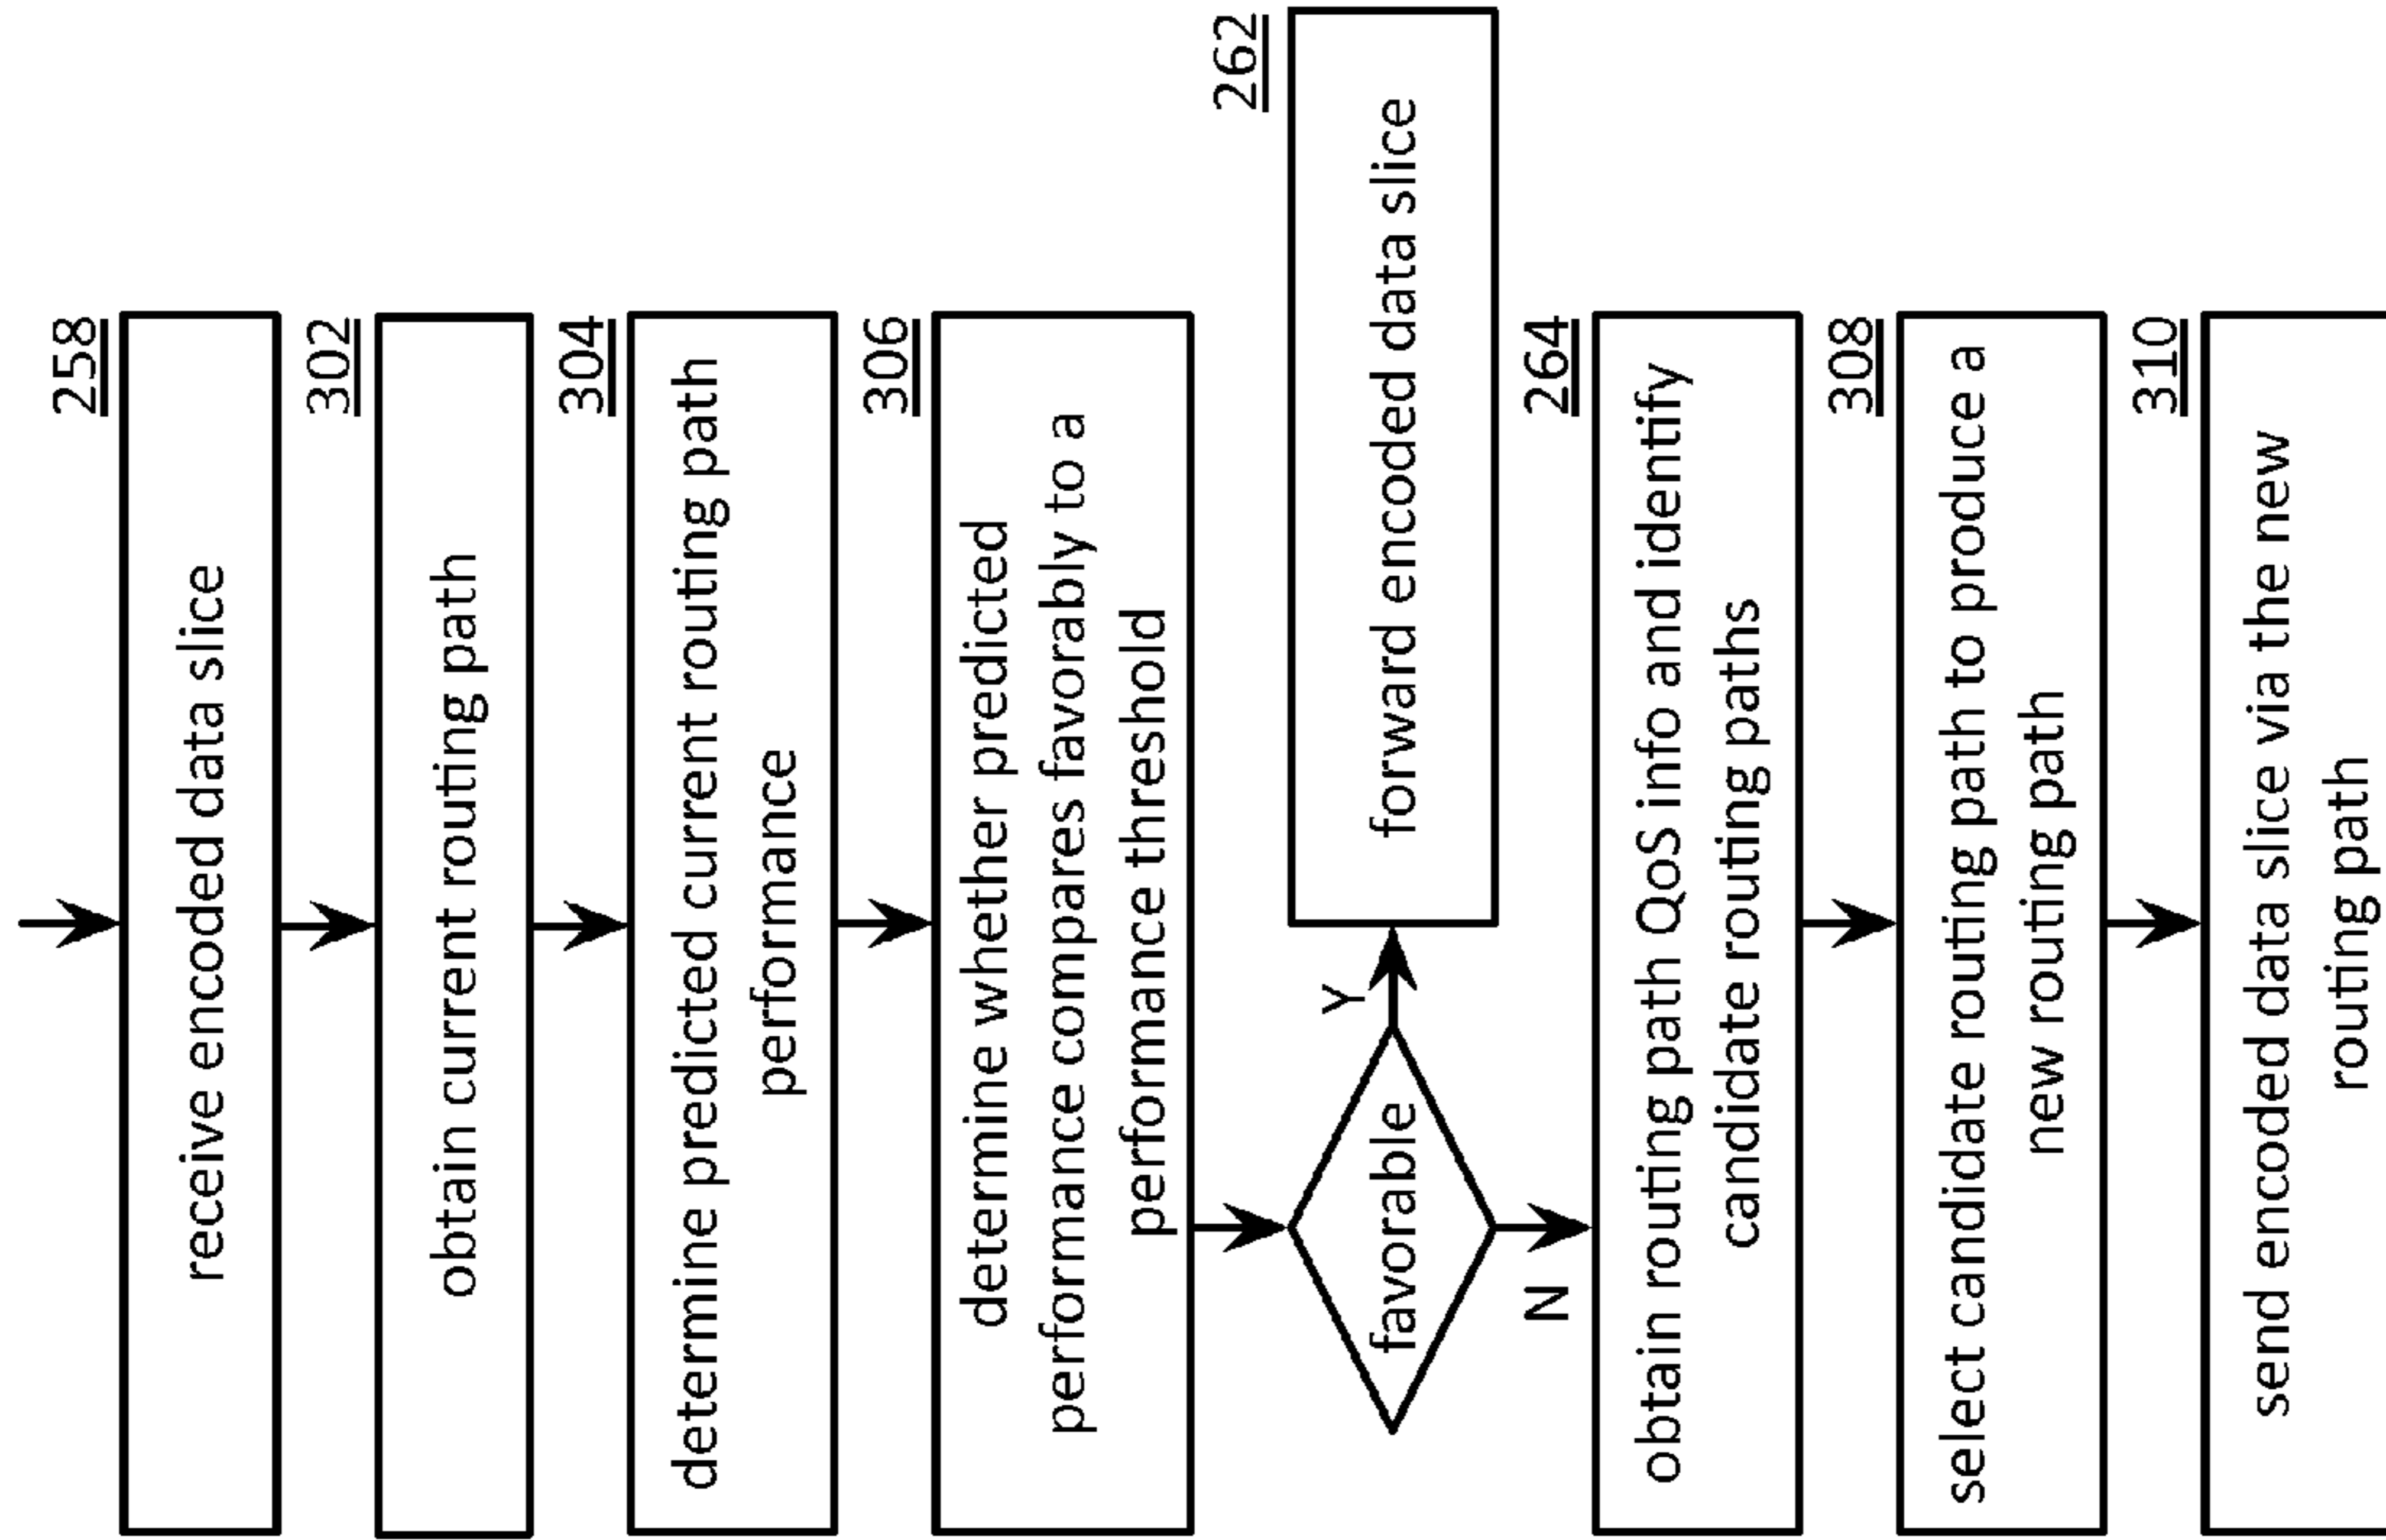 258
receive encoded data slice
302
obtain current routing path
304
determine predicted current routing path
performance
306
determine whether predicted
performance compares favorably to a
performance threshold
favorable
Y
N
262
forward encoded data slice
264
obtain routing path QoS info and identify
candidate routing paths
308
select candidate routing path to produce a
new routing path
310
send encoded data slice via the new
routing path